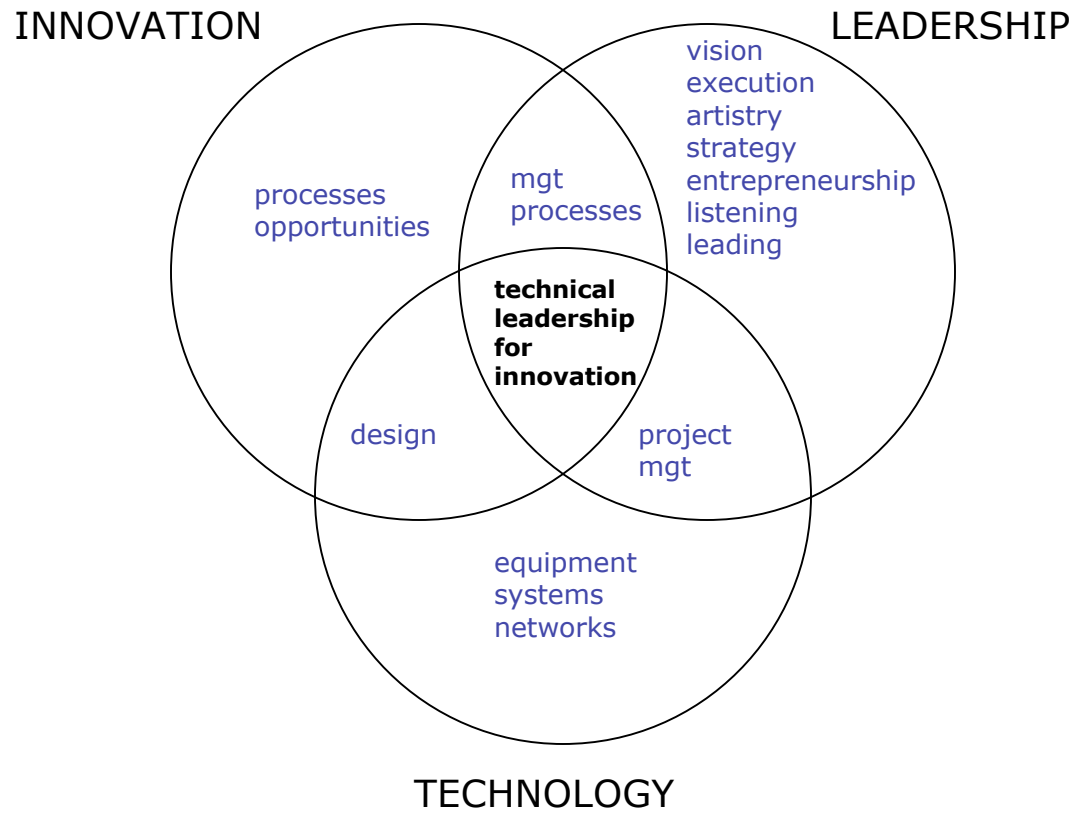 INNOVATION
LEADERSHIP
vision
execution
artistry
strategy
entrepreneurship
listening
leading
mgt
processes
processes
opportunities
technical
leadership
for
innovation
design
project
mgt
equipment
systems
networks
TECHNOLOGY